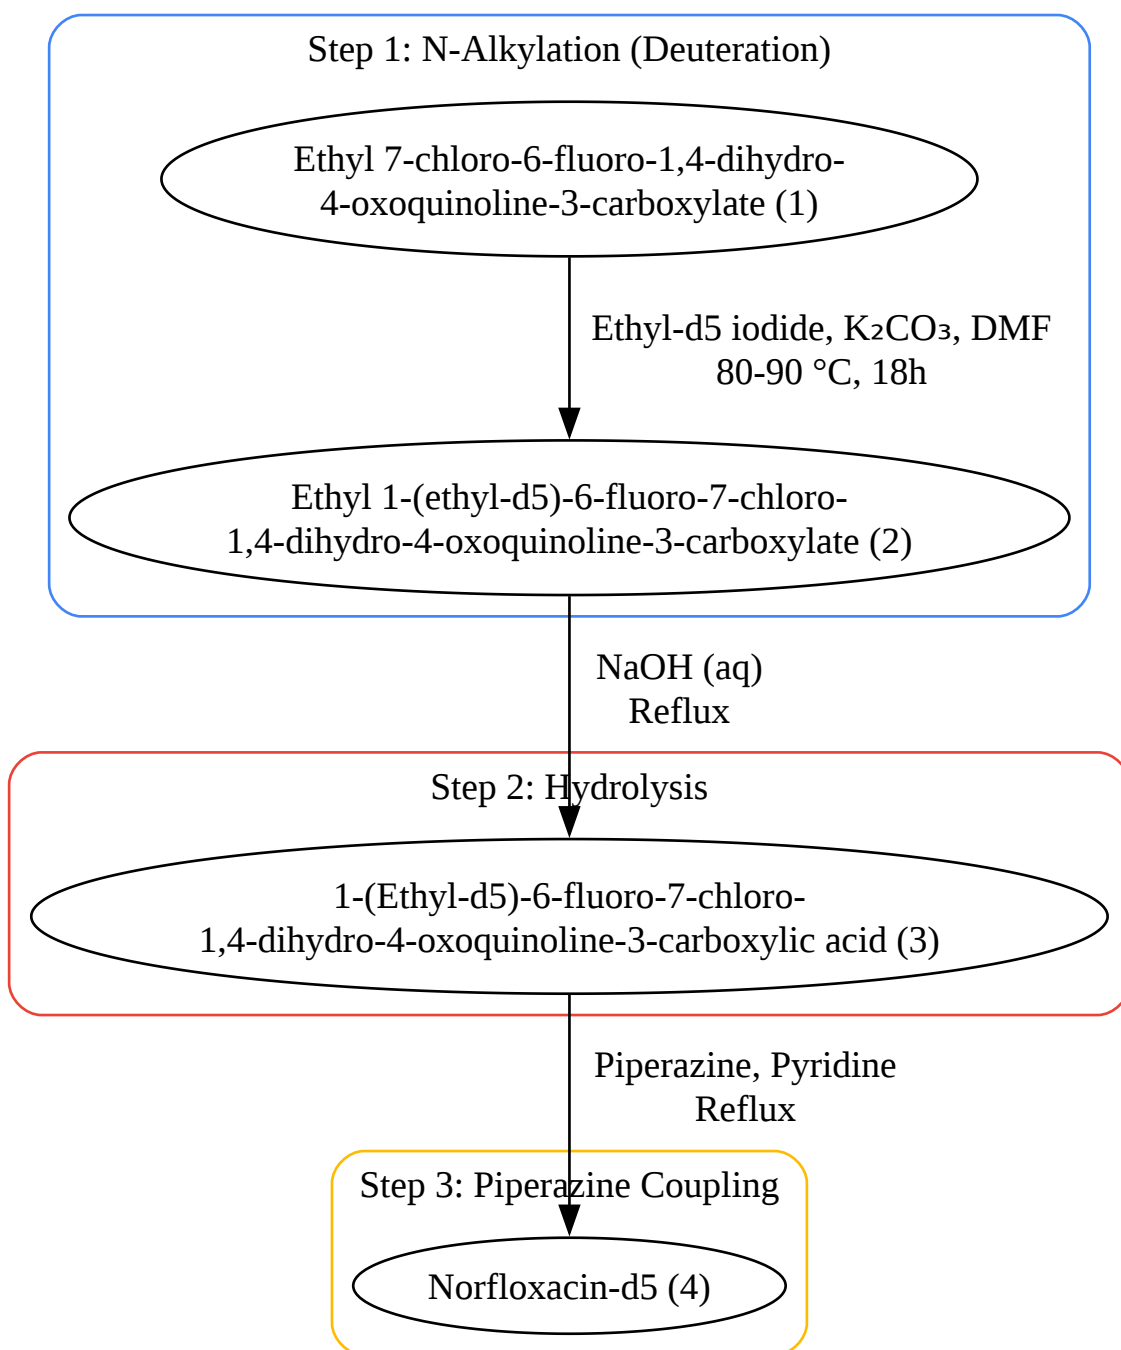 Step 1: N-Alkylation (Deuteration)
Ethyl 7-chloro-6-fluoro-1,4-dihydro-
4-oxoquinoline-3-carboxylate (1)
Ethyl-d5 iodide, K₂CO₃, DMF
80-90 °C, 18h
Ethyl 1-(ethyl-d5)-6-fluoro-7-chloro-
1,4-dihydro-4-oxoquinoline-3-carboxylate (2)
NaOH (aq)
Reflux
Step 2: Hydrolysis
1-(Ethyl-d5)-6-fluoro-7-chloro-
1,4-dihydro-4-oxoquinoline-3-carboxylic acid (3)
Piperazine, Pyridine
Reflux
Step 3: Piperazine Coupling
Norfloxacin-d5 (4)